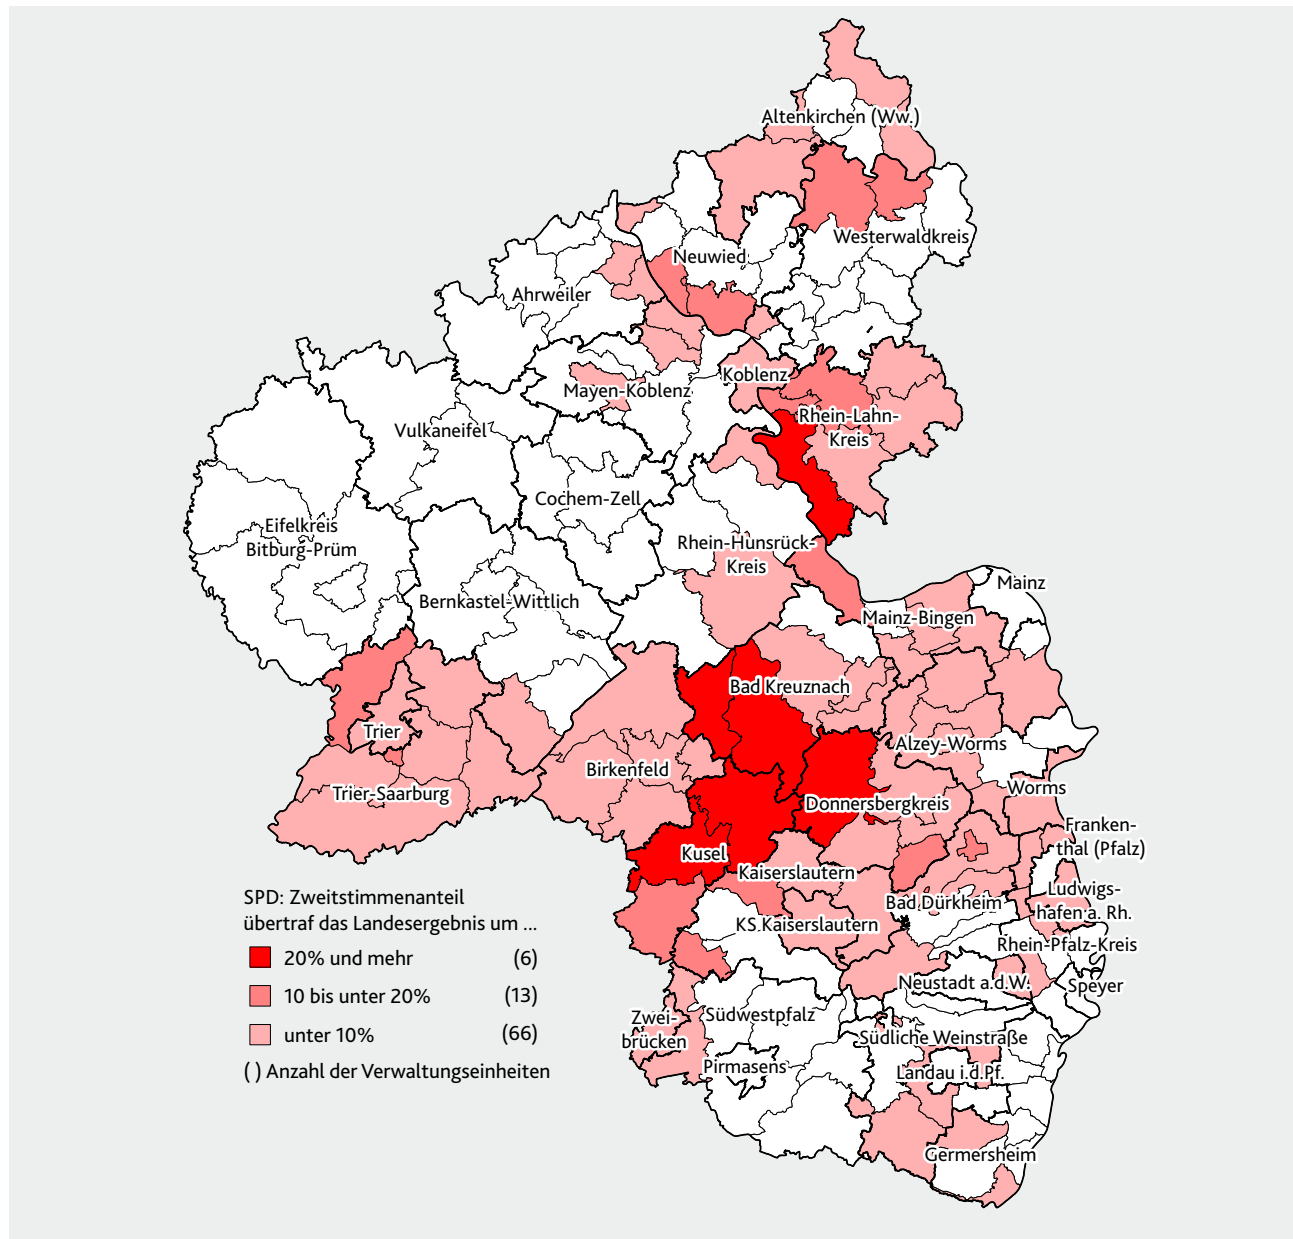 Altenkirchen (Ww.)
Westerwaldkreis
Neuwied
Ahrweiler
Koblenz
Mayen-Koblenz
Rhein-Lahn-
Kreis
Vulkaneifel
Cochem-Zell
Eifelkreis
Bitburg-Prüm
Rhein-Hunsrück-
Kreis
Mainz
Bernkastel-Wittlich
Mainz-Bingen
Bad Kreuznach
Trier
Alzey-Worms
Birkenfeld
Trier-Saarburg
Worms
Donnersbergkreis
Franken-
thal (Pfalz)
Kusel
Kaiserslautern
Ludwigs-
hafen a. Rh.
Bad Dürkheim
KS.Kaiserslautern
Rhein-Pfalz-Kreis
Neustadt a.d.W.
Speyer
Zwei-
brücken
Südwestpfalz
Südliche Weinstraße
Pirmasens
Landau i.d.Pf.
Germersheim
SPD: Zweitstimmenanteil
übertraf das Landesergebnis um ...
20% und mehr (6)
10 bis unter 20% (13)
unter 10% (66)
( ) Anzahl der Verwaltungseinheiten